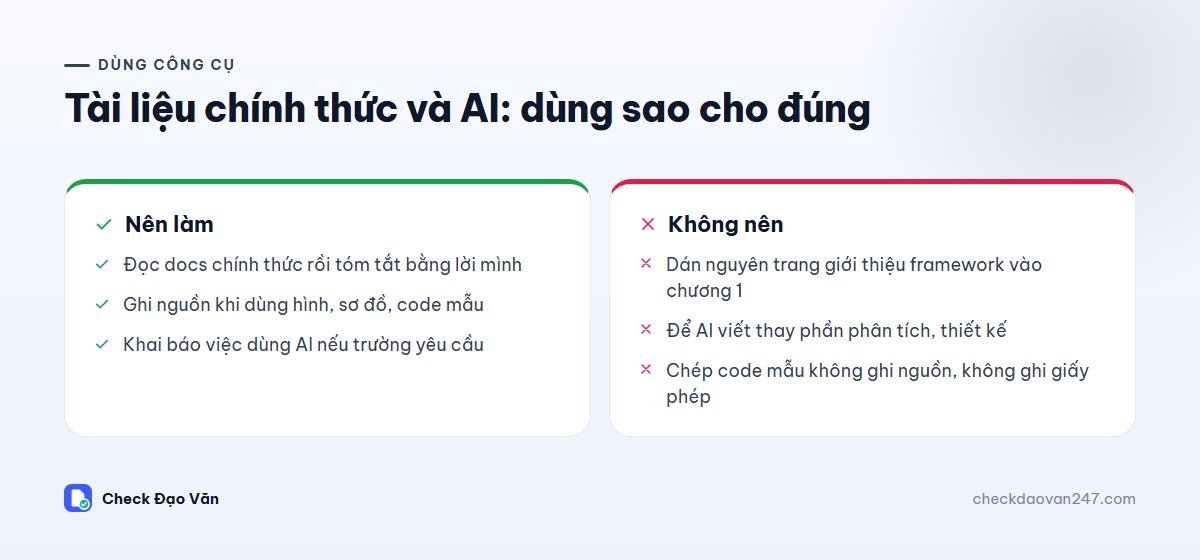 DÙNG CÔNG CỤ
Tài liệu chính thức và AI: dùng sao cho đúng
Nên làm
Đọc docs chính thức rồi tóm tắt bằng lời mình
Ghi nguồn khi dùng hình, sơ đồ, code mẫu
Khai báo việc dùng AI nếu trường yêu cầu
Không nên
Dán nguyên trang giới thiệu framework vào
chương 1
Để AI viết thay phần phân tích, thiết kế
Chép code mẫu không ghi nguồn, không ghi giấy
phép
Check Đạo Văn
checkdaovan247.com